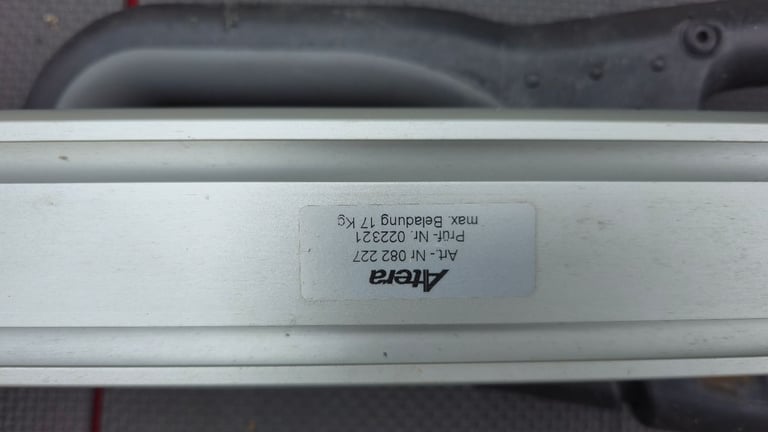 Atera
Art.- Nr 082 227
Prüf- Nr. 022321
max. Beladung 17 Kg